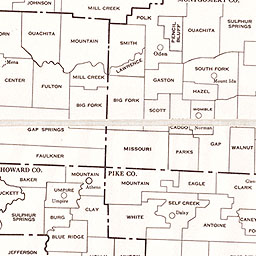 MONTGOMERY CO.
JOHNSON
MILL CREEK
POLK
SULPHUR
SPRINGS
OUACHITA
MOUNTAIN
SMITH
FENCE
BLUFF
OUACHITA
Oden
Mena
LAWRENCE
CENTER
MILL CREEK
FULTON
GASTON
SOUTH FORK
Mount Ida
HAZEL
BIG FORK
BIG FORK
SCOTT
WOMBLE
GAP SPRINGS
CADDO
Norman
GAP
WALNUT
MISSOURI
PARKS
FAULKNER
HOWARD CO.
BAKER
MOUNTAIN
Athens
PIKE CO.
MOUNTAIN
EAGLE
CLARK
UMPIRE
Umpire
SELF CREEK
Daisy
SULPHUR
SPRINGS
BURG
CLAY
WHITE
ANTOINE
BLUE RIDGE
JEFFERSON